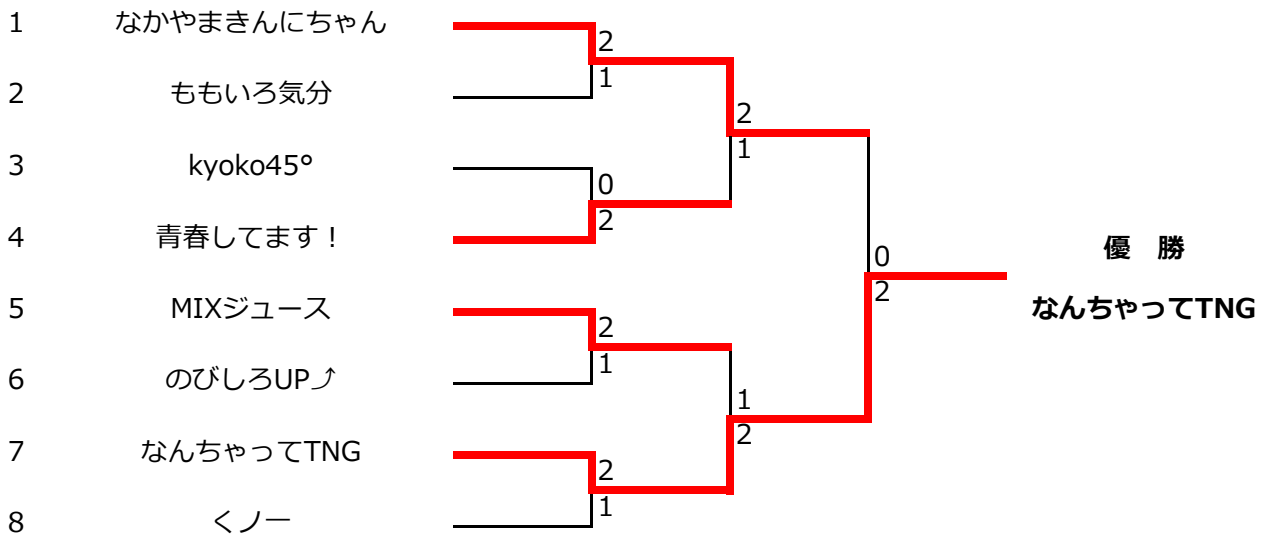 1 なかやまきんにちゃん
2
1
2 ももいろ気分
2
1
3 kyoko45°
0
2
4 青春してます！
優　勝
0
2
5 MIXジュース
なんちゃってTNG
2
1
6 のびしろUP⤴
1
2
7 なんちゃってTNG
2
1
8 くノ一